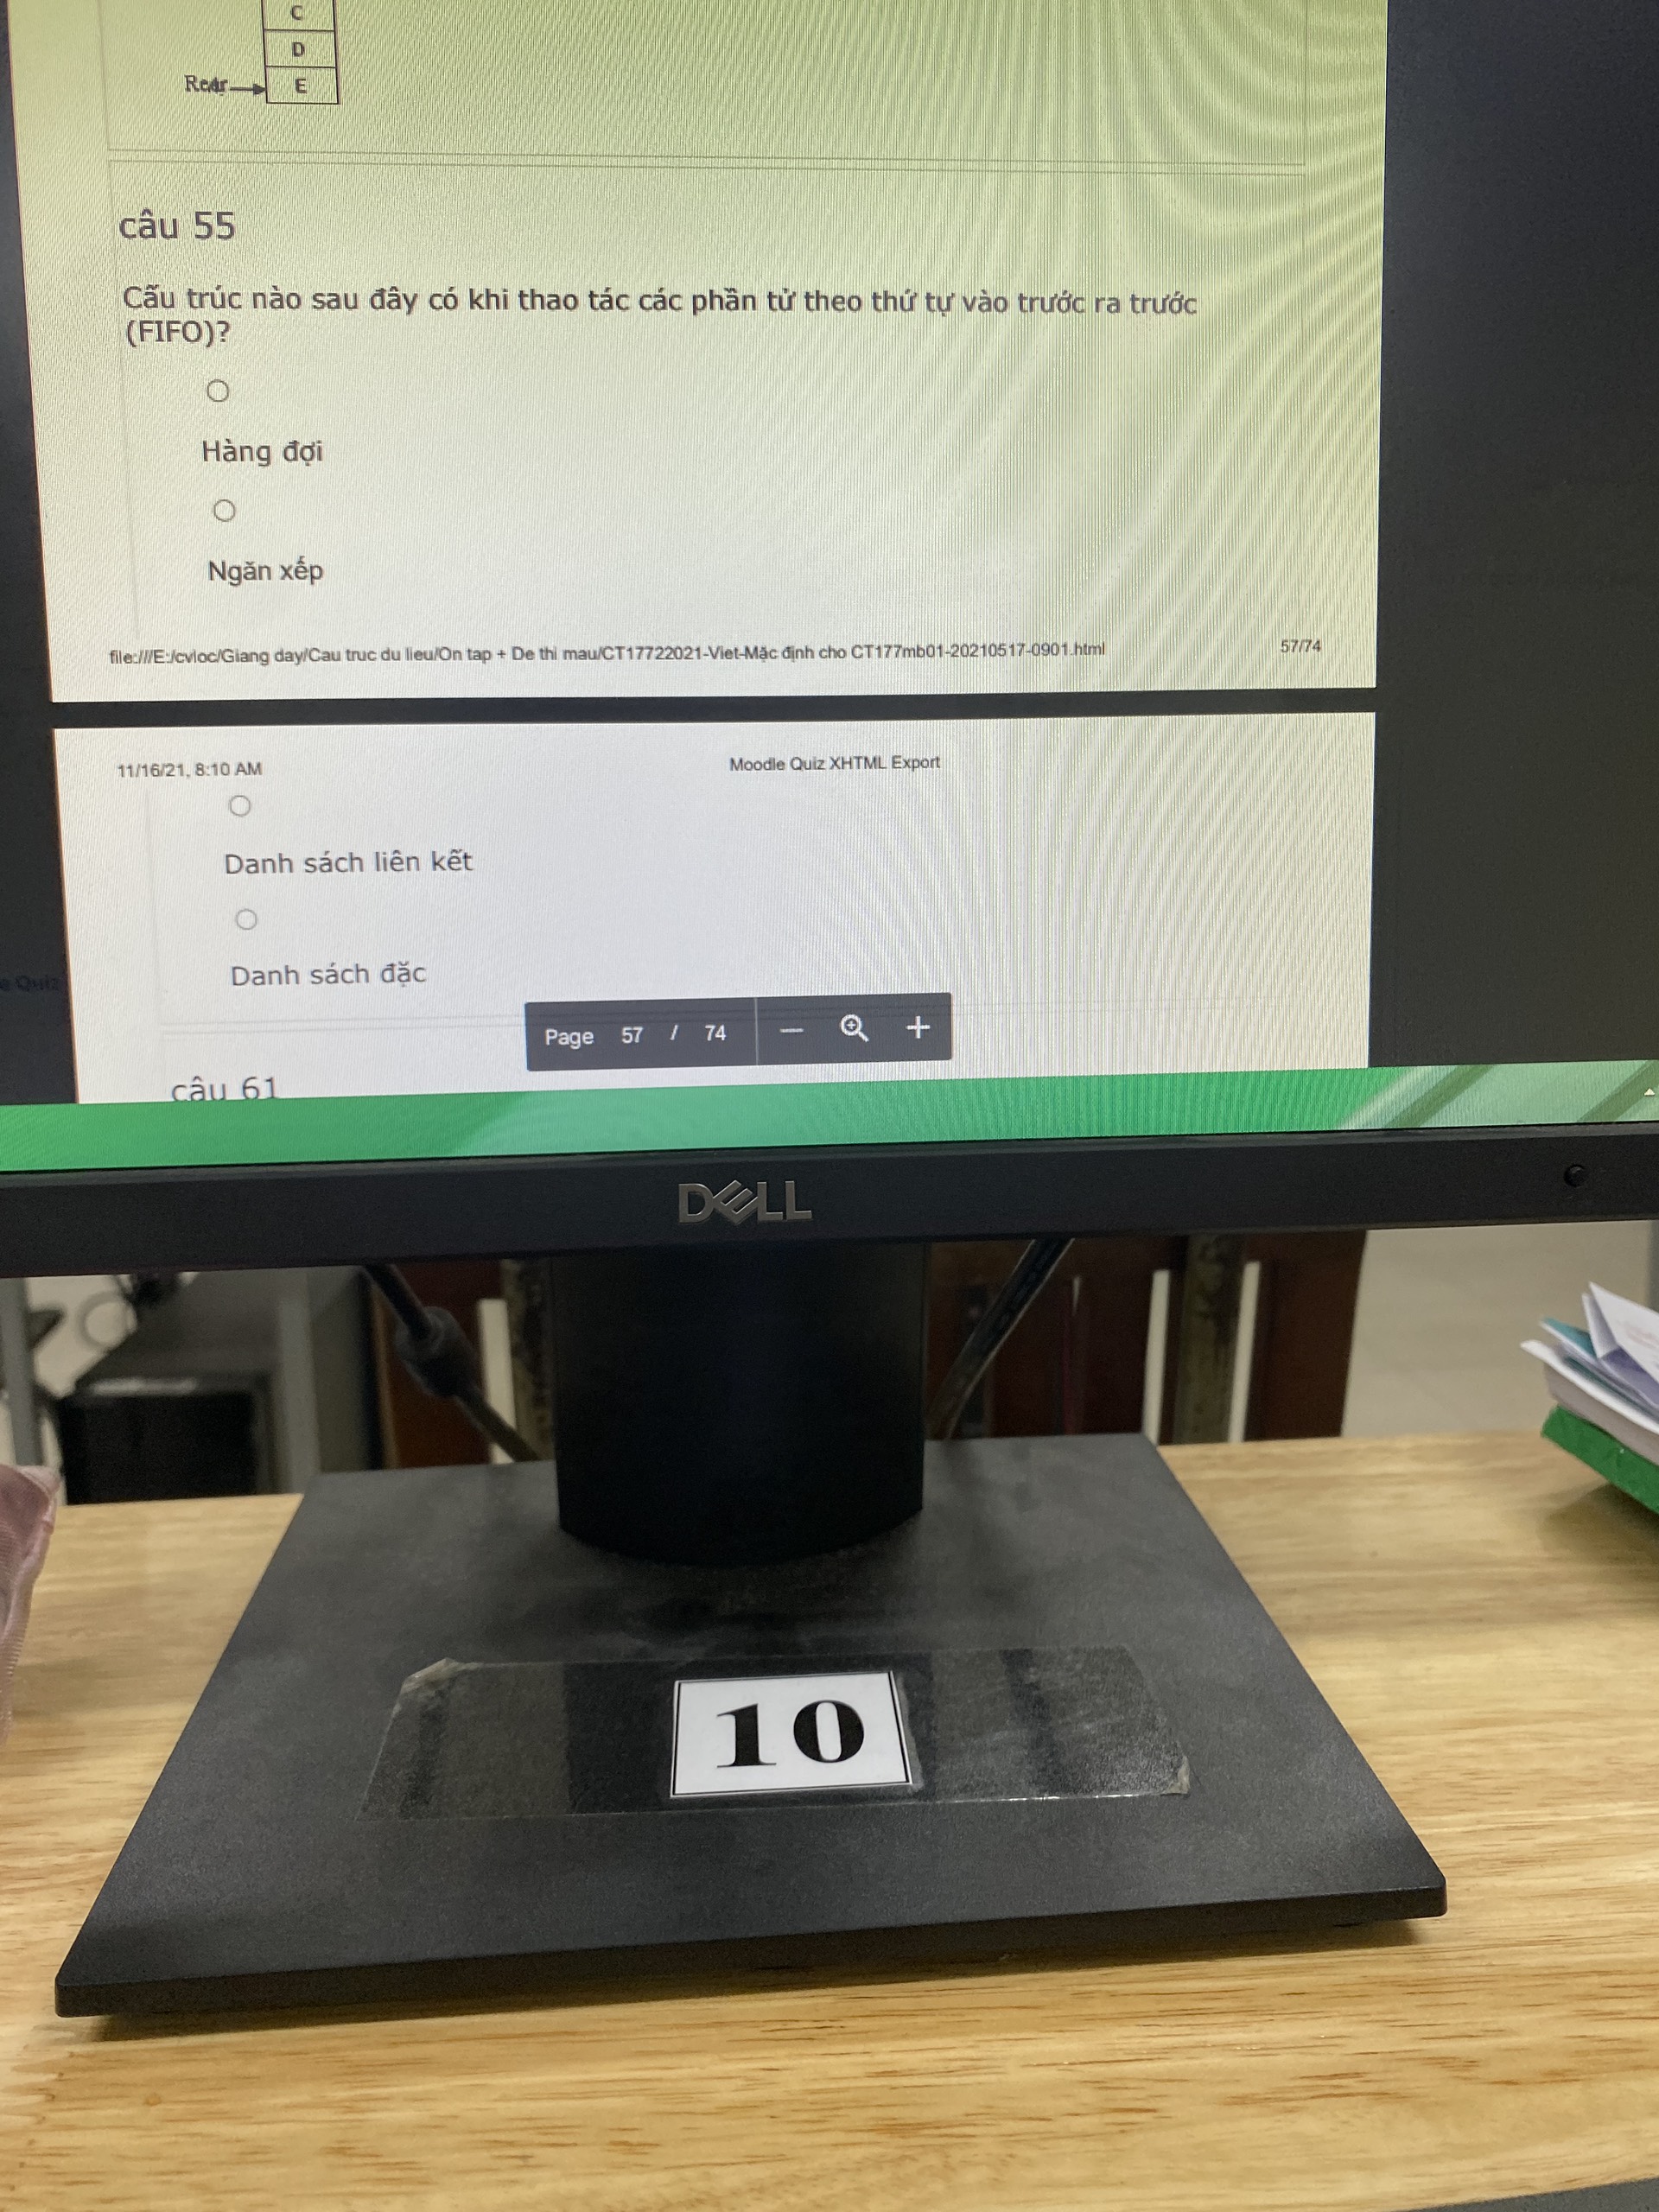 C
D
Rear
E
câu 55
Cấu trúc nào sau đây có khi thao tác các phần tử theo thứ tự vào trước ra trước
(FIFO)?
Hàng đợi
Ngăn xếp
file:///E:/cvloc/Giang day/Cau truc du lieu/On tap + De thi mau/CT17722021-Viet-Mặc định cho CT177mb01-20210517-0901.html
57/74
11/16/21, 8:10 AM
Moodle Quiz XHTML Export
Danh sách liên kết
Danh sách đặc
e Quiz
Page 57 / 74
câu 61
DELL
10